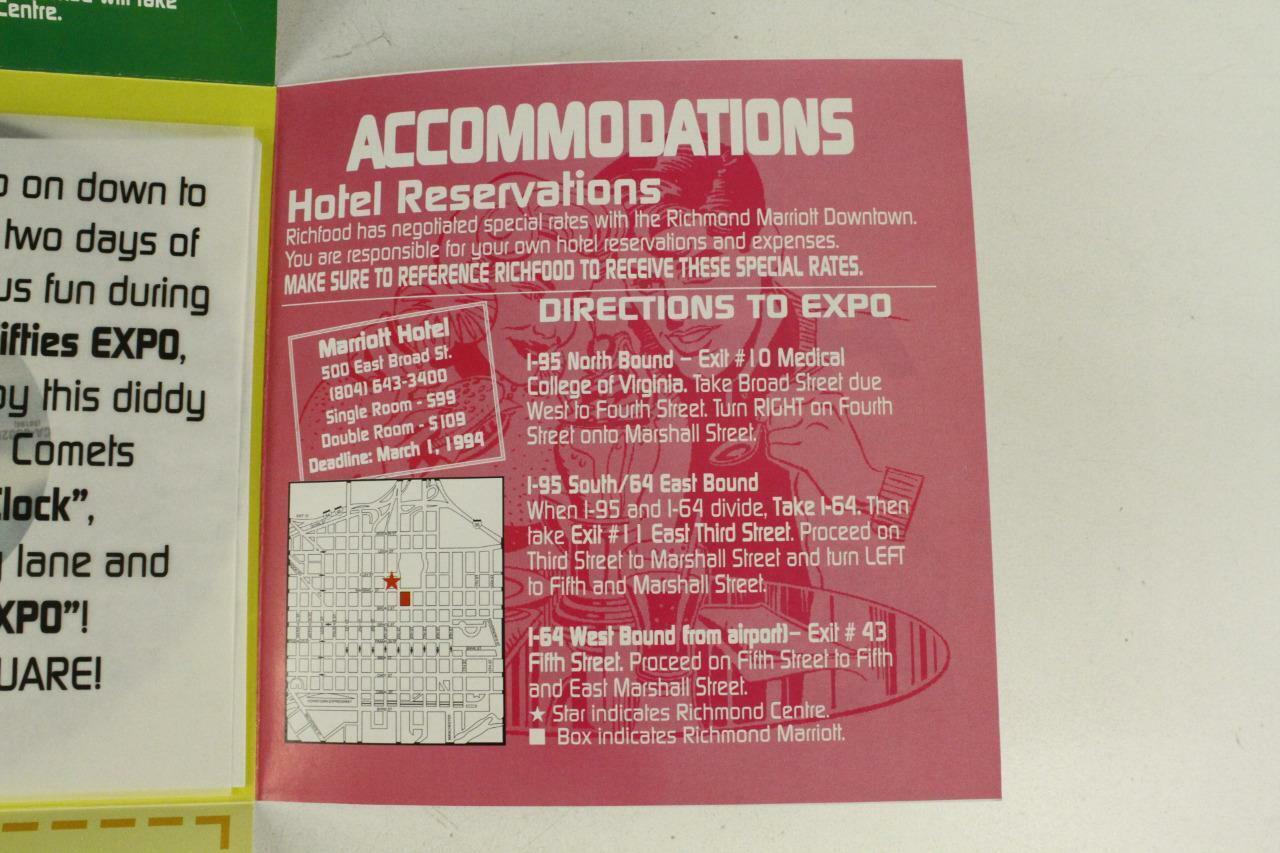 will take
Centre.
on down to
two days of
us fun during
ifties EXPO,
by this diddy
Comets
Clock”,
lane and
XPO”!
UARE!
ACCOMMODATIONS
Hotel Reservations
Richfood has negotiated special rates with the Richmond Marriott Downtown.
You are responsible for your own hotel reservations and expenses.
MAKE SURE TO REFERENCE RICHFOOD TO RECEIVE THESE SPECIAL RATES.
Marriott Hotel
500 East Broad St.
(804) 643-3400
Single Room - $99
Double Room - $109
Deadline: March 1, 1994
DIRECTIONS TO EXPO
I-95 North Bound – Exit #10 Medical
College of Virginia. Take Broad Street due
West to Fourth Street. Turn RIGHT on Fourth
Street onto Marshall Street.
I-95 South/64 East Bound
When I-95 and I-64 divide, Take I-64. Then
take Exit #11 East Third Street. Proceed on
Third Street to Marshall Street and turn LEFT
to Fifth and Marshall Street.
I-64 West Bound (from airport)– Exit # 43
Fifth Street. Proceed on Fifth Street to Fifth
and East Marshall Street.
★ Star indicates Richmond Centre.
■ Box indicates Richmond Marriott.